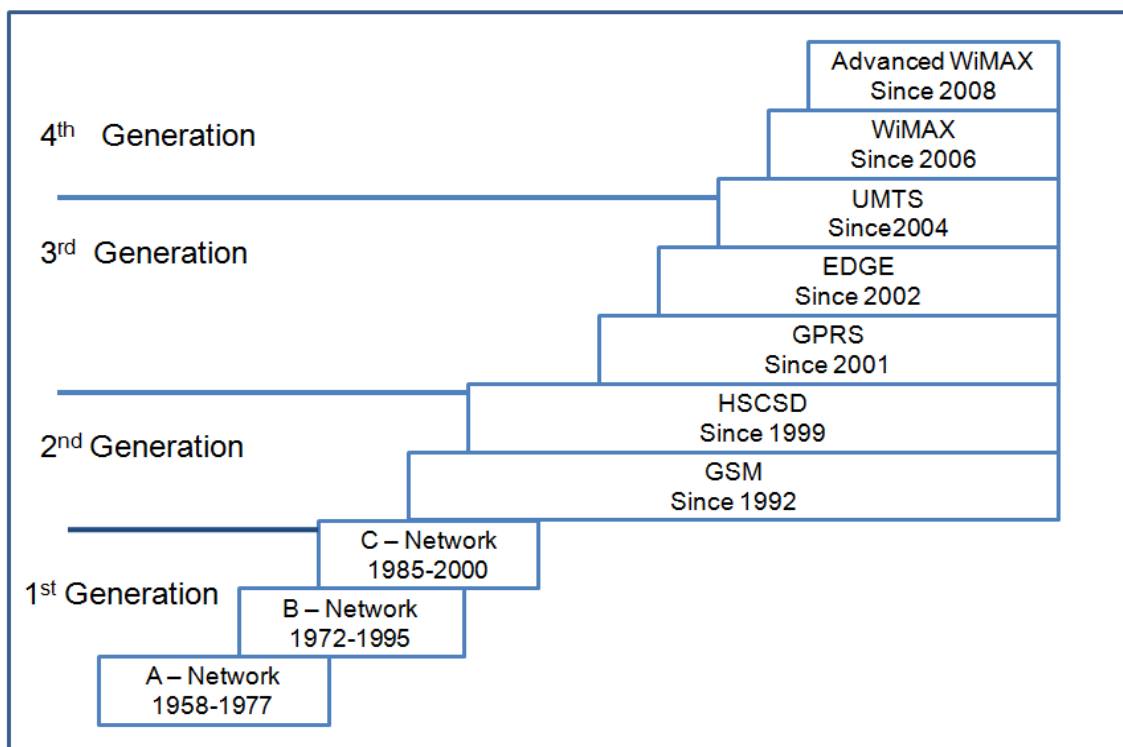 Advanced WiMAX
Since 2008
4th Generation
WiMAX
Since 2006
UMTS
Since2004
3rd Generation
EDGE
Since 2002
GPRS
Since 2001
HSCSD
Since 1999
2nd Generation
GSM
Since 1992
C – Network
1985-2000
1st Generation
B – Network
1972-1995
A – Network
1958-1977